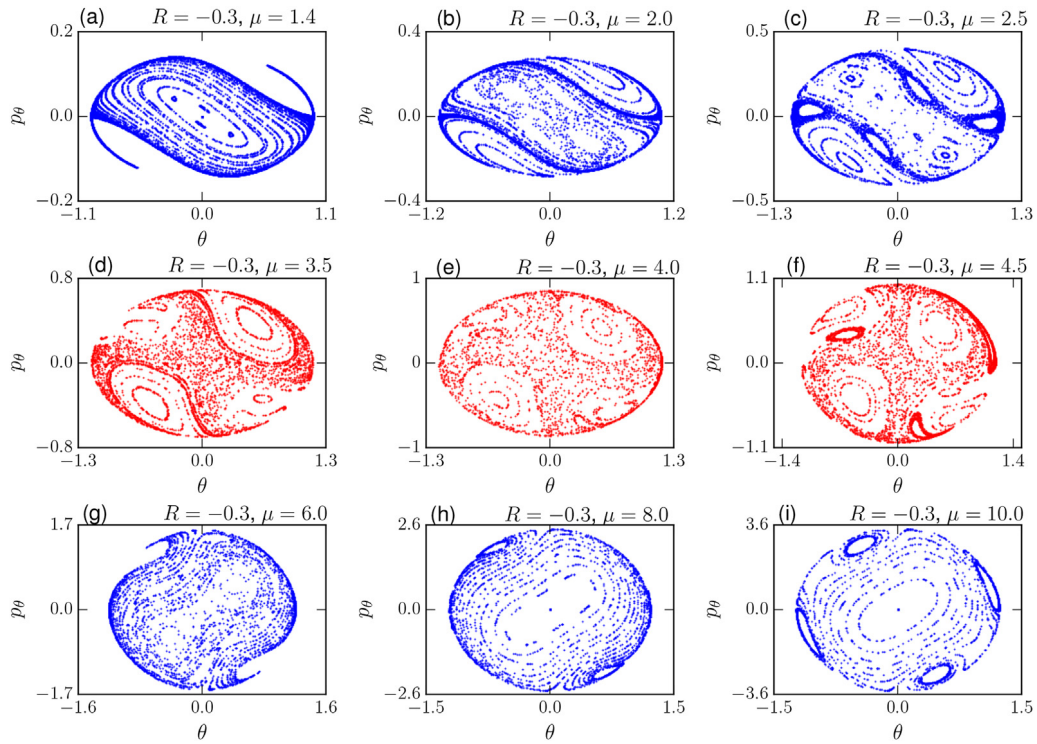 (a) R = −0.3, μ = 1.4
0.2
pθ
0.0
−0.2
−1.1 0.0 1.1
θ
(b) R = −0.3, μ = 2.0
0.4
pθ
0.0
−0.4
−1.2 0.0 1.2
θ
(c) R = −0.3, μ = 2.5
0.5
pθ
0.0
−0.5
−1.3 0.0 1.3
θ
(d) R = −0.3, μ = 3.5
0.8
pθ
0.0
−0.8
−1.3 0.0 1.3
θ
(e) R = −0.3, μ = 4.0
1
pθ
0
−1
−1.3 0.0 1.3
θ
(f) R = −0.3, μ = 4.5
1.1
pθ
0.0
−1.1
−1.4 0.0 1.4
θ
(g) R = −0.3, μ = 6.0
1.7
pθ
0.0
−1.7
−1.6 0.0 1.6
θ
(h) R = −0.3, μ = 8.0
2.6
pθ
0.0
−2.6
−1.5 0.0 1.5
θ
(i) R = −0.3, μ = 10.0
3.6
pθ
0.0
−3.6
−1.5 0.0 1.5
θ